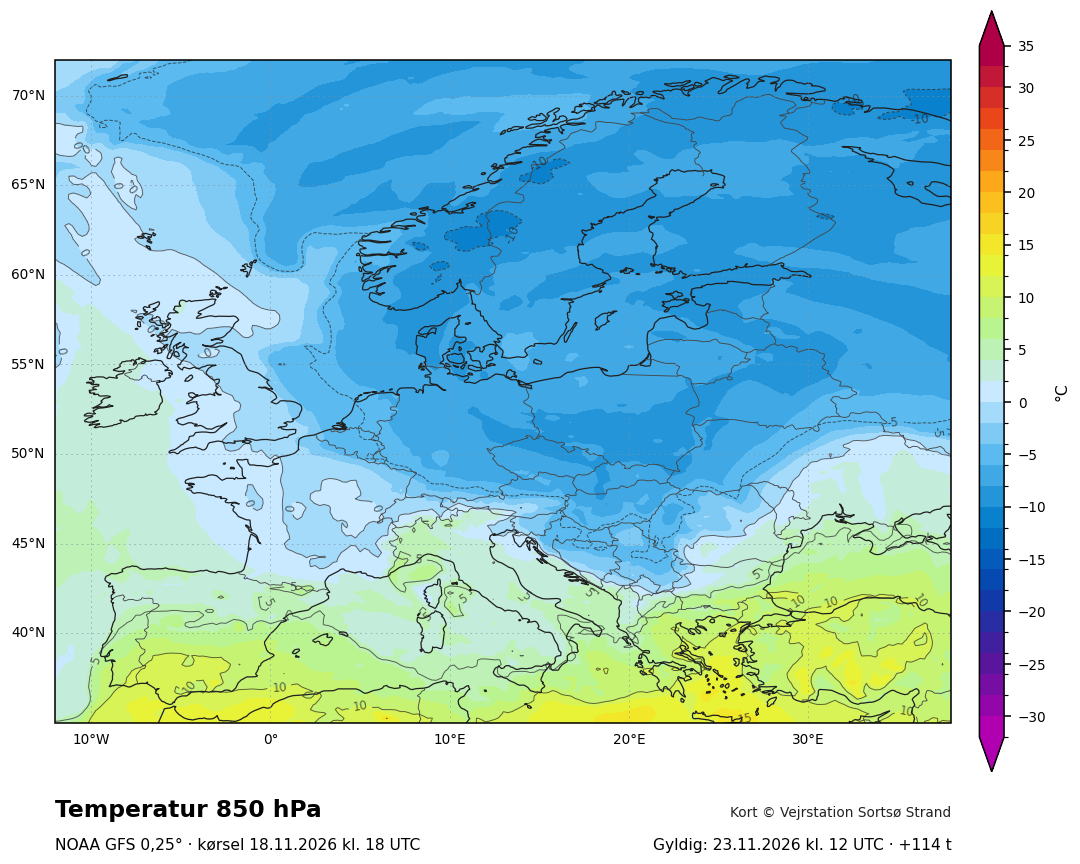 70°N
65°N
60°N
55°N
50°N
45°N
40°N
10°W
0°
10°E
20°E
30°E
35
30
25
20
15
10
5
0
−5
−10
−15
−20
−25
−30
°C
Temperatur 850 hPa
Kort © Vejrstation Sortsø Strand
NOAA GFS 0,25° · kørsel 18.11.2026 kl. 18 UTC
Gyldig: 23.11.2026 kl. 12 UTC · +114 t